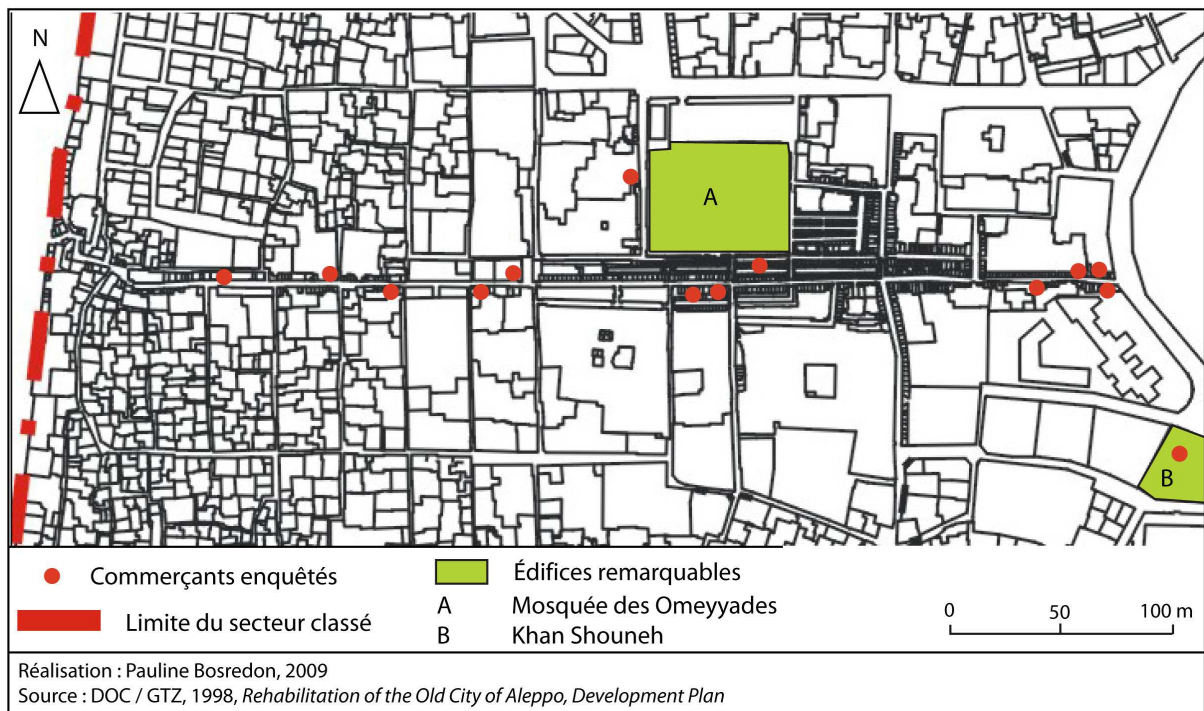 N
A
B
Commerçants enquêtés
Limite du secteur classé
Édifices remarquables
A Mosquée des Omeyyades
B Khan Shouneh
0 50 100 m
Réalisation : Pauline Bosredon, 2009
Source : DOC / GTZ, 1998, Rehabilitation of the Old City of Aleppo, Development Plan